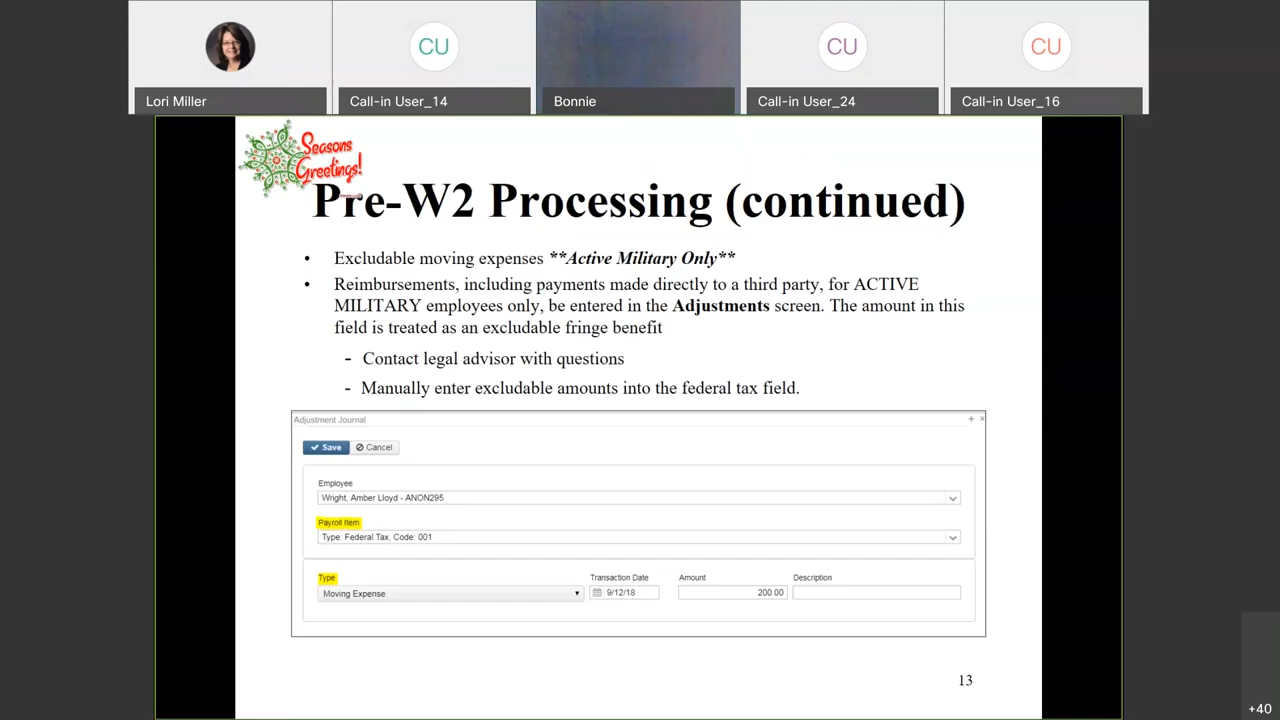 CU
CU
CU
Lori Miller
Call-in User_14
Bonnie
Call-in User_24
Call-in User_16
Seasons
Greetings!
Pre-W2 Processing (continued)
• Excludable moving expenses **Active Military Only**
• Reimbursements, including payments made directly to a third party, for ACTIVE
MILITARY employees only, be entered in the Adjustments screen. The amount in this
field is treated as an excludable fringe benefit
- Contact legal advisor with questions
- Manually enter excludable amounts into the federal tax field.
Adjustment Journal
Save Cancel
Employee
Wright, Amber Lloyd - ANON295
Payroll Item
Type: Federal Tax, Code: 001
Type Transaction Date Amount Description
Moving Expense 9/12/18 200.00
13
+40